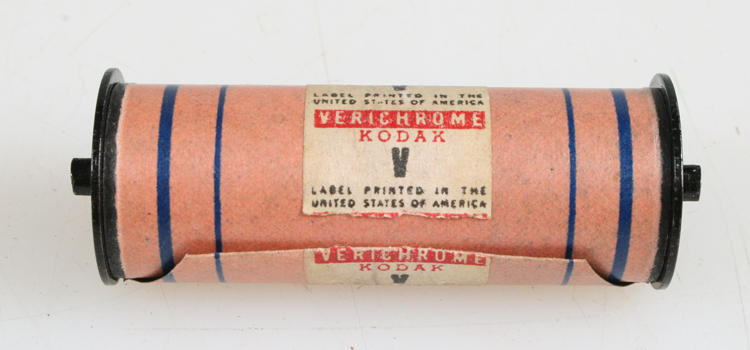 LABEL PRINTED IN THE
UNITED STATES OF AMERICA
VERICHROME
KODAK
V
LABEL PRINTED IN THE
UNITED STATES OF AMERICA
VERICHROME
KODAK
V